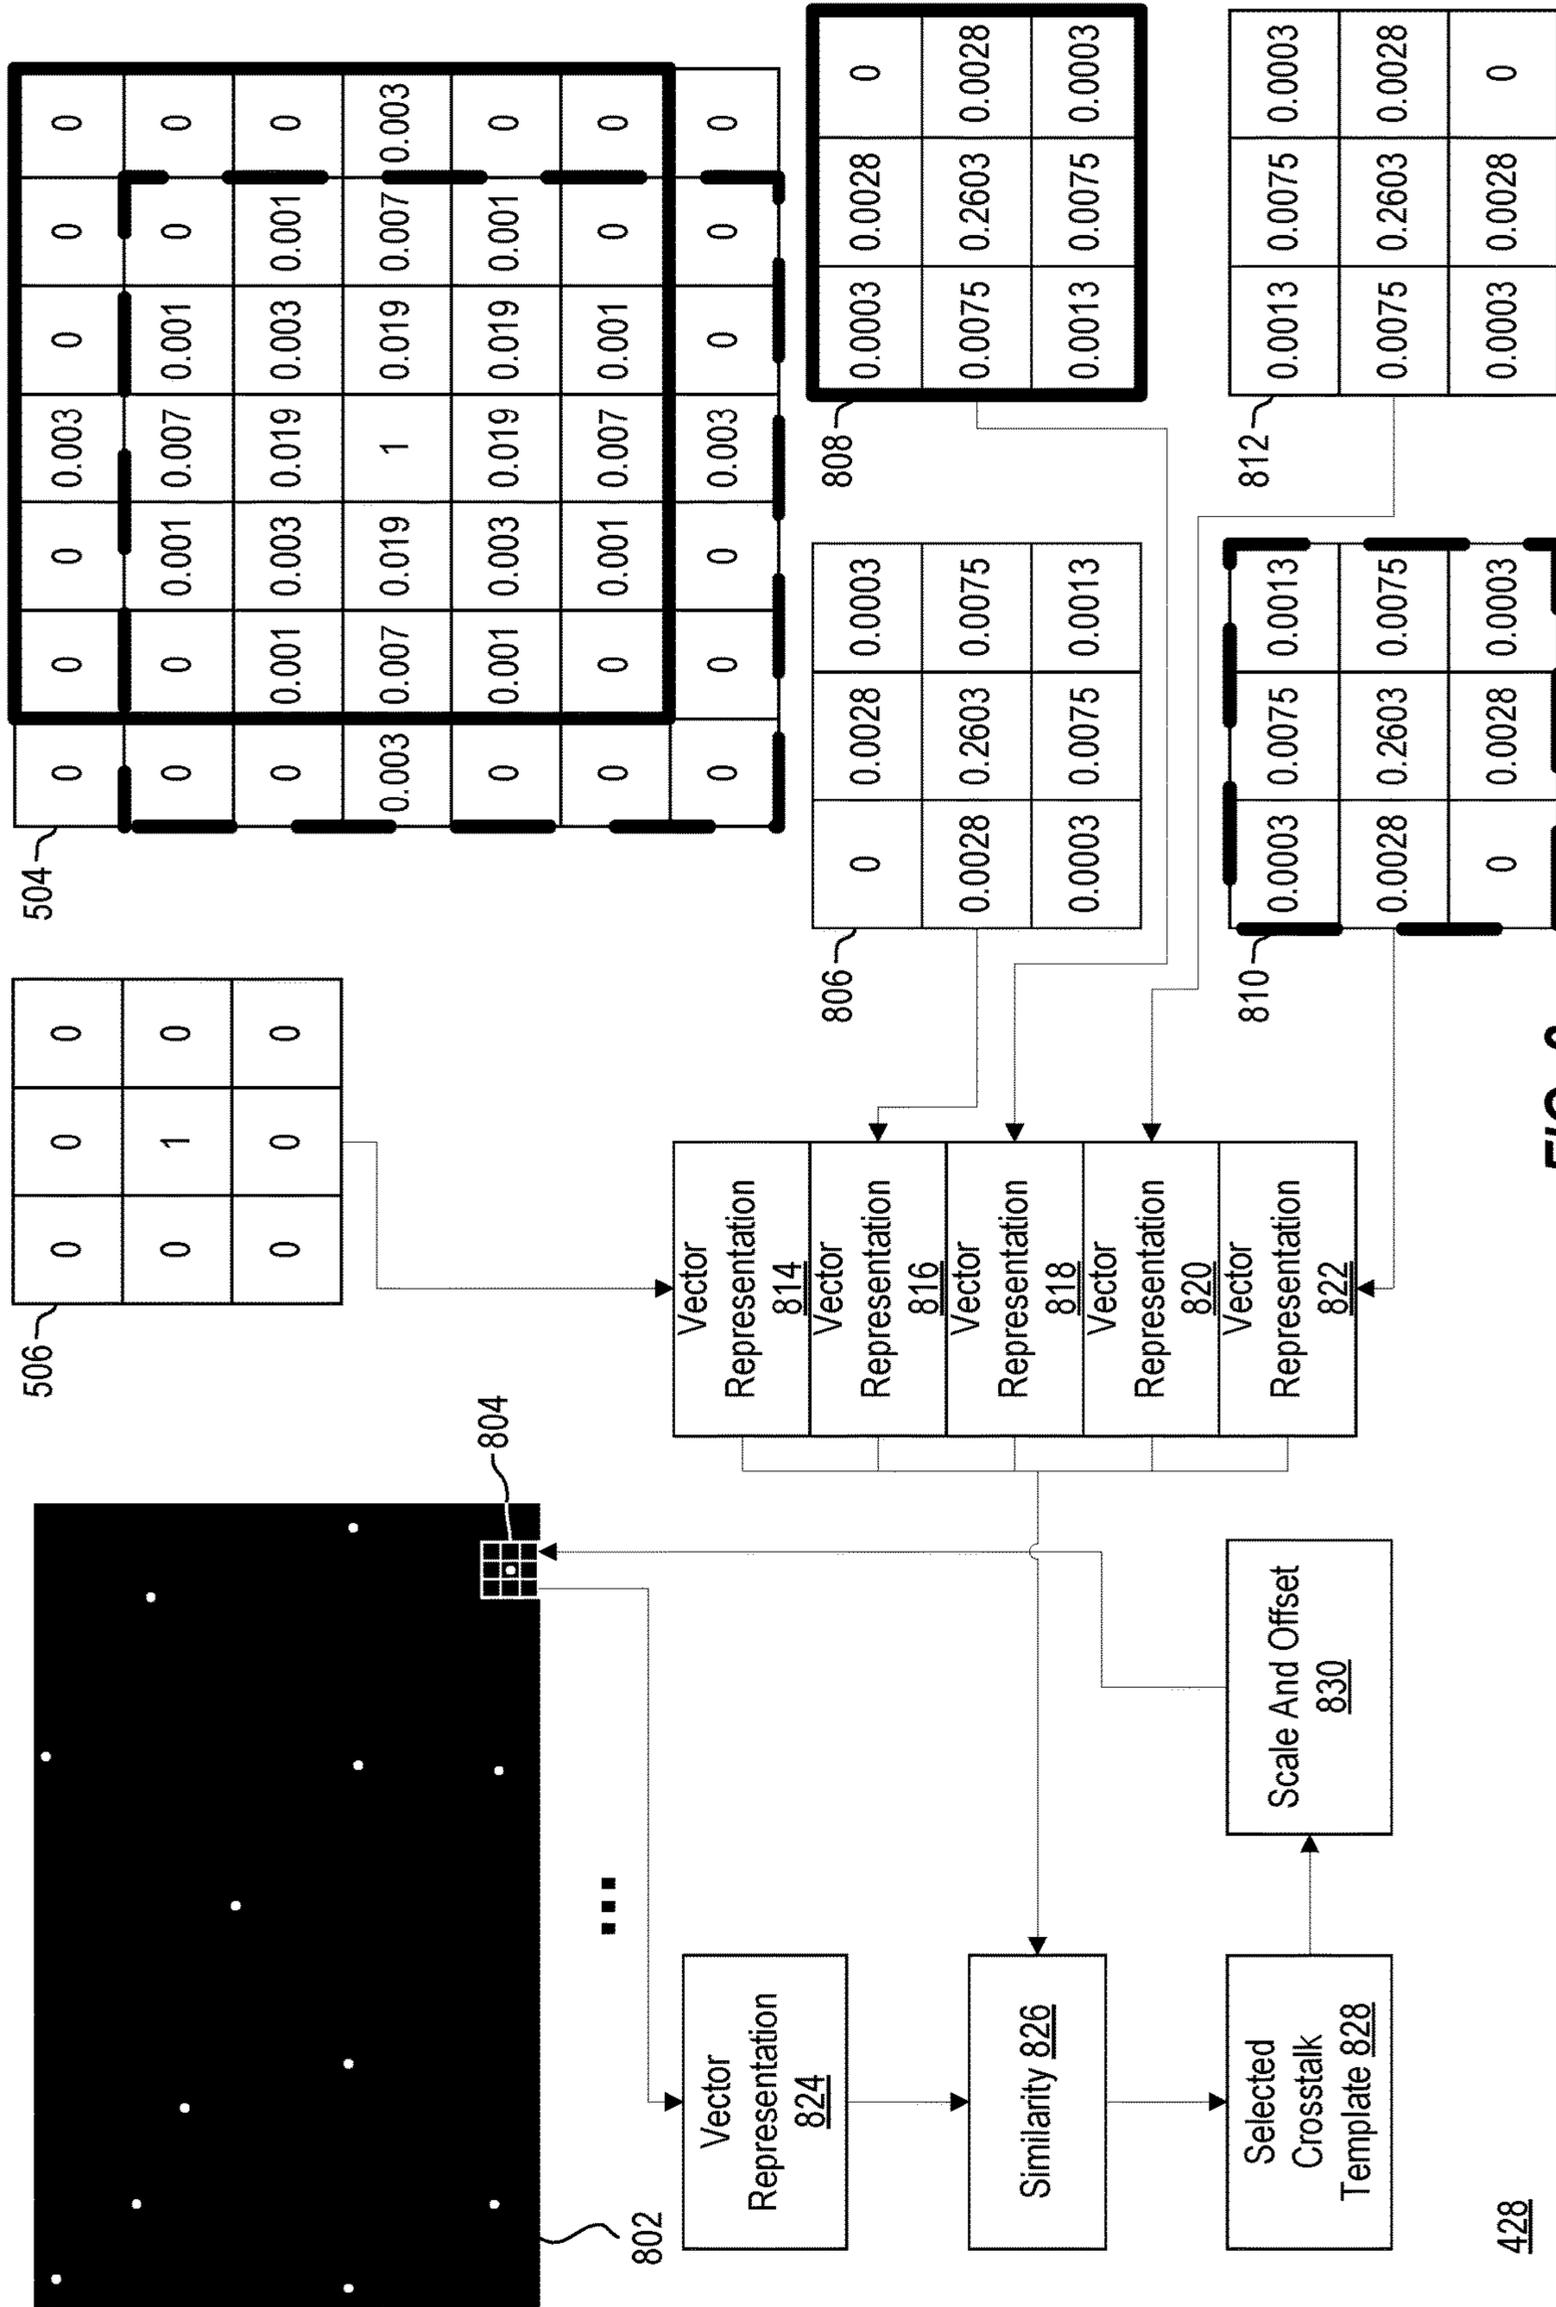 802
804
506
0 0 0
0 1 0
0 0 0
504
0 0 0 0.003 0 0 0
0 0 0.001 0.007 0.001 0 0
0 0.001 0.003 0.019 0.003 0.001 0
0.003 0.007 0.019 1 0.019 0.007 0.003
0 0.001 0.003 0.019 0.019 0.001 0
0 0 0.001 0.007 0.001 0 0
0 0 0 0.003 0 0 0
Vector
Representation
824
Similarity 826
Selected
Crosstalk
Template 828
Scale And Offset
830
Vector
Representation
814
Vector
Representation
816
Vector
Representation
818
Vector
Representation
820
Vector
Representation
822
806
0 0.0028 0.0003
0.0028 0.2603 0.0075
0.0003 0.0075 0.0013
808
0.0003 0.0028 0
0.0075 0.2603 0.0028
0.0013 0.0075 0.0003
810
0.0003 0.0075 0.0013
0.0028 0.2603 0.0075
0 0.0028 0.0003
812
0.0013 0.0075 0.0003
0.0075 0.2603 0.0028
0.0003 0.0028 0
428
FIG.